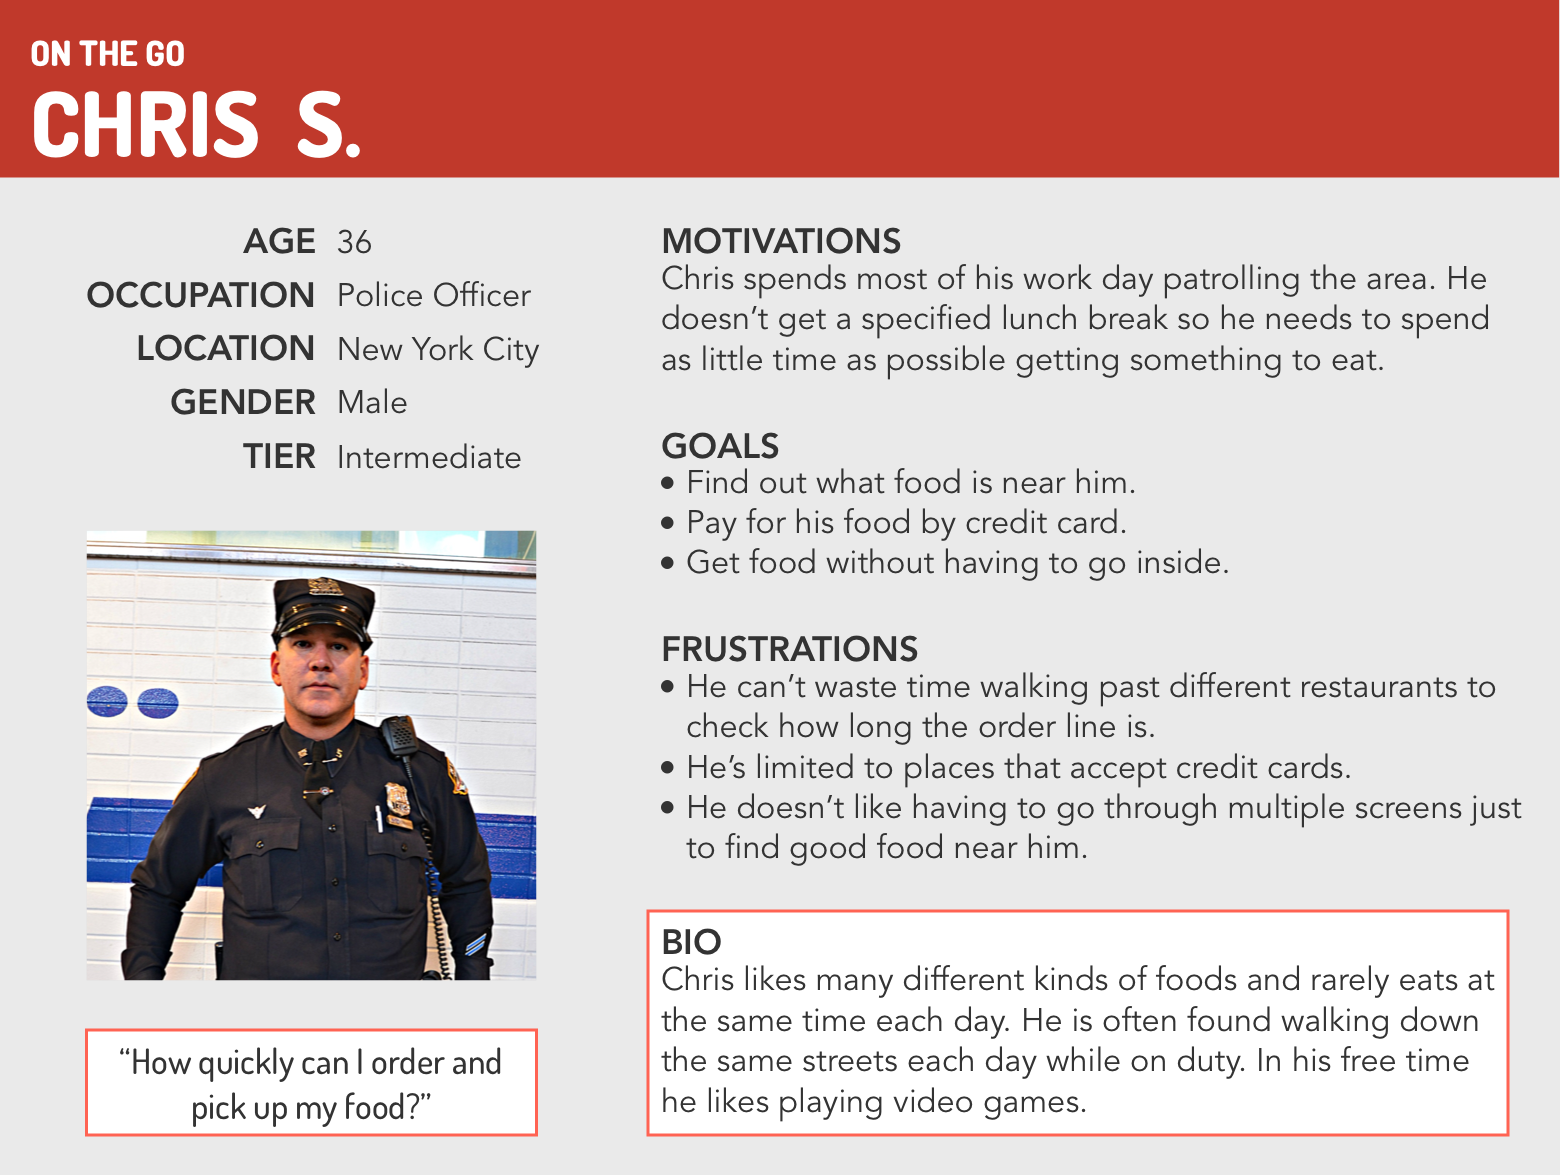 ON THE GO
CHRIS S.
AGE 36
OCCUPATION Police Officer
LOCATION New York City
GENDER Male
TIER Intermediate
“How quickly can I order and
pick up my food?”
MOTIVATIONS
Chris spends most of his work day patrolling the area. He
doesn’t get a specified lunch break so he needs to spend
as little time as possible getting something to eat.
GOALS
• Find out what food is near him.
• Pay for his food by credit card.
• Get food without having to go inside.
FRUSTRATIONS
• He can’t waste time walking past different restaurants to
check how long the order line is.
• He’s limited to places that accept credit cards.
• He doesn’t like having to go through multiple screens just
to find good food near him.
BIO
Chris likes many different kinds of foods and rarely eats at
the same time each day. He is often found walking down
the same streets each day while on duty. In his free time
he likes playing video games.